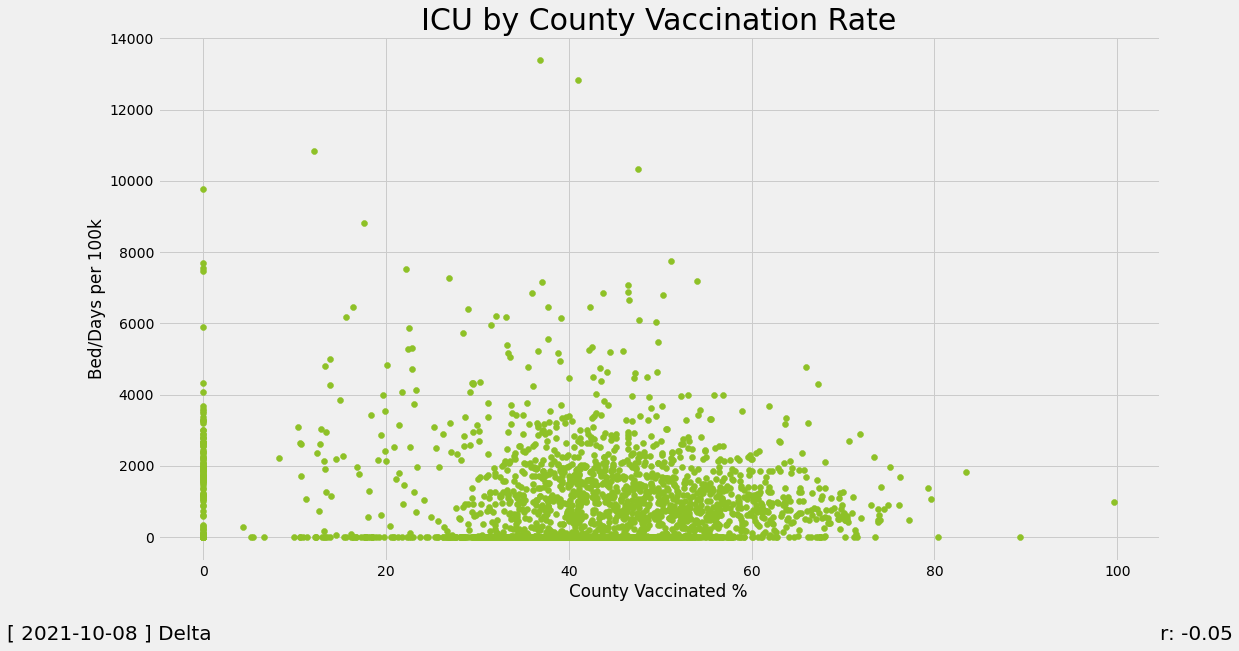 ICU by County Vaccination Rate
14000
12000
10000
8000
6000
4000
2000
0
Bed/Days per 100k
0 20 40 60 80 100
County Vaccinated %
[ 2021-10-08 ] Delta
r: -0.05